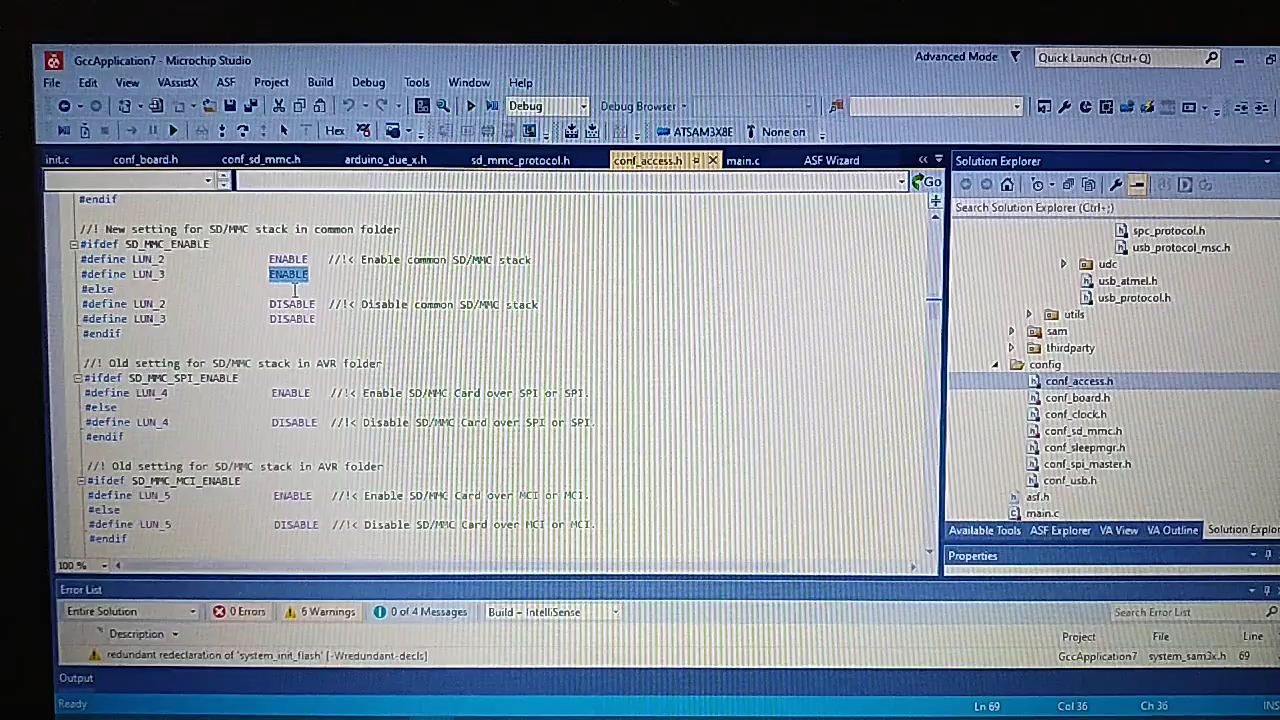 GccApplication7 - Microchip Studio
Advanced Mode
Quick Launch (Ctrl+Q)
File Edit View VAssistX ASF Project Build Debug Tools Window Help
Debug Debug Browser
Hex ATSAM3X8E None on
init.c conf_board.h conf_sd_mmc.h arduino_due_x.h sd_mmc_protocol.h conf_access.h main.c ASF Wizard
Go
#endif
//! New setting for SD/MMC stack in common folder
#ifdef SD_MMC_ENABLE
#define LUN_2 ENABLE //!< Enable common SD/MMC stack
#define LUN_3 ENABLE
#else
#define LUN_2 DISABLE //!< Disable common SD/MMC stack
#define LUN_3 DISABLE
#endif
//! Old setting for SD/MMC stack in AVR folder
#ifdef SD_MMC_SPI_ENABLE
#define LUN_4 ENABLE //!< Enable SD/MMC Card over SPI or SPI.
#else
#define LUN_4 DISABLE //!< Disable SD/MMC Card over SPI or SPI.
#endif
//! Old setting for SD/MMC stack in AVR folder
#ifdef SD_MMC_MCI_ENABLE
#define LUN_5 ENABLE //!< Enable SD/MMC Card over MCI or MCI.
#else
#define LUN_5 DISABLE //!< Disable SD/MMC Card over MCI or MCI.
#endif
100 %
Solution Explorer
Search Solution Explorer (Ctrl+;)
spc_protocol.h
usb_protocol_msc.h
udc
usb_atmel.h
usb_protocol.h
utils
sam
thirdparty
config
conf_access.h
conf_board.h
conf_clock.h
conf_sd_mmc.h
conf_sleepmgr.h
conf_spi_master.h
conf_usb.h
asf.h
main.c
Available Tools ASF Explorer VA View VA Outline Solution Explo
Properties
Error List
Entire Solution 0 Errors 6 Warnings 0 of 4 Messages Build – IntelliSense Search Error List
Description Project File Line
redundant redeclaration of 'system_init_flash' [-Wredundant-decls] GccApplication7 system_sam3x.h 69
Output
Ready Ln 69 Col 36 Ch 36 INS